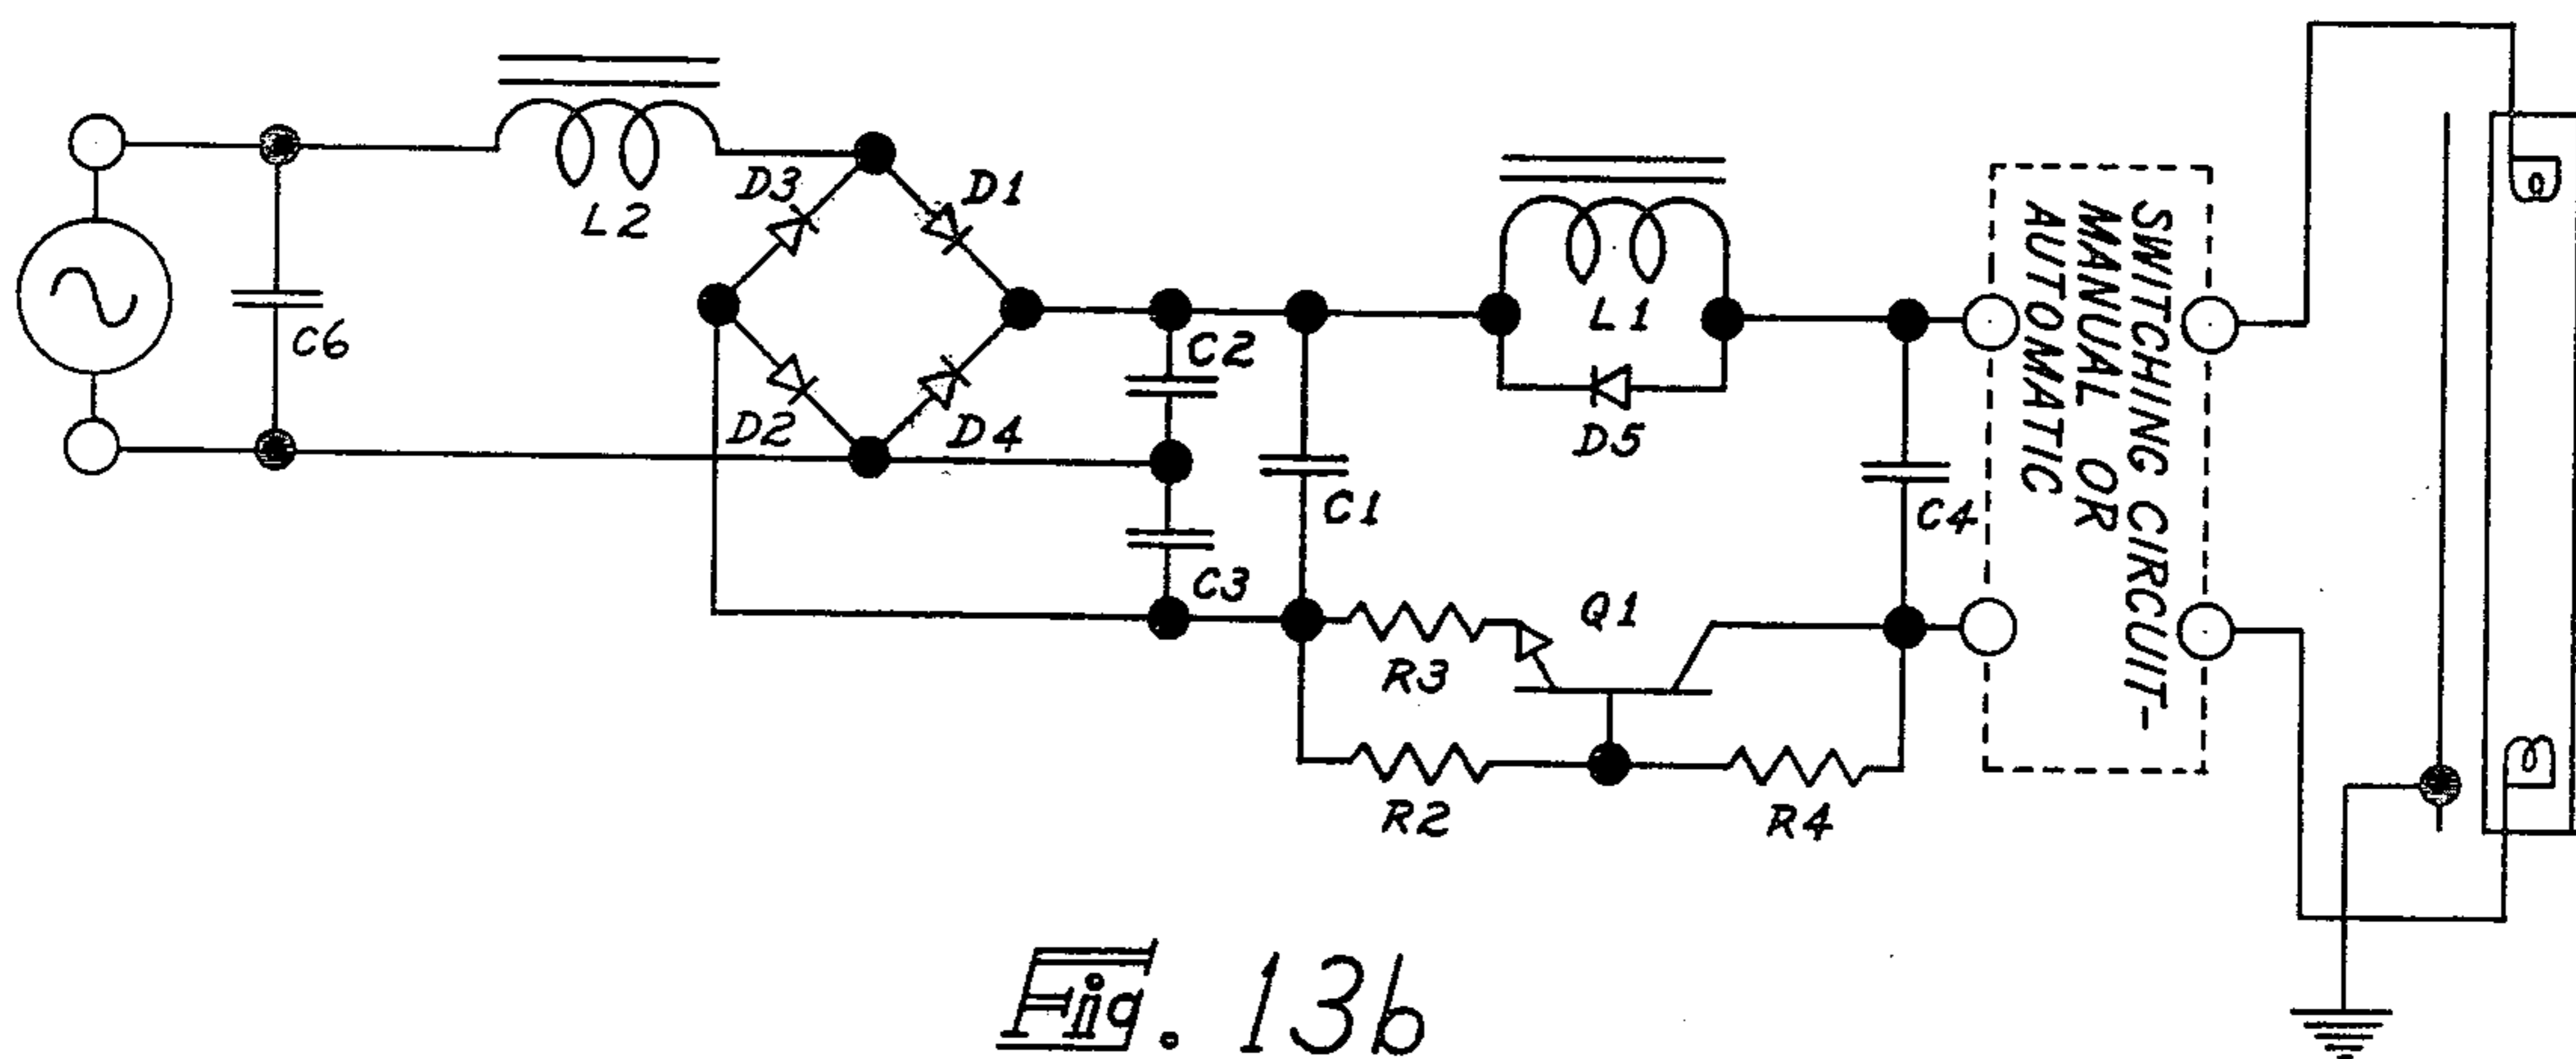 L2
D3
D1
C6
D2
D4
C2
C3
C1
L1
D5
C4
Q1
R3
R2
R4
SWITCHING CIRCUIT-
MANUAL OR
AUTOMATIC
Fig. 13b